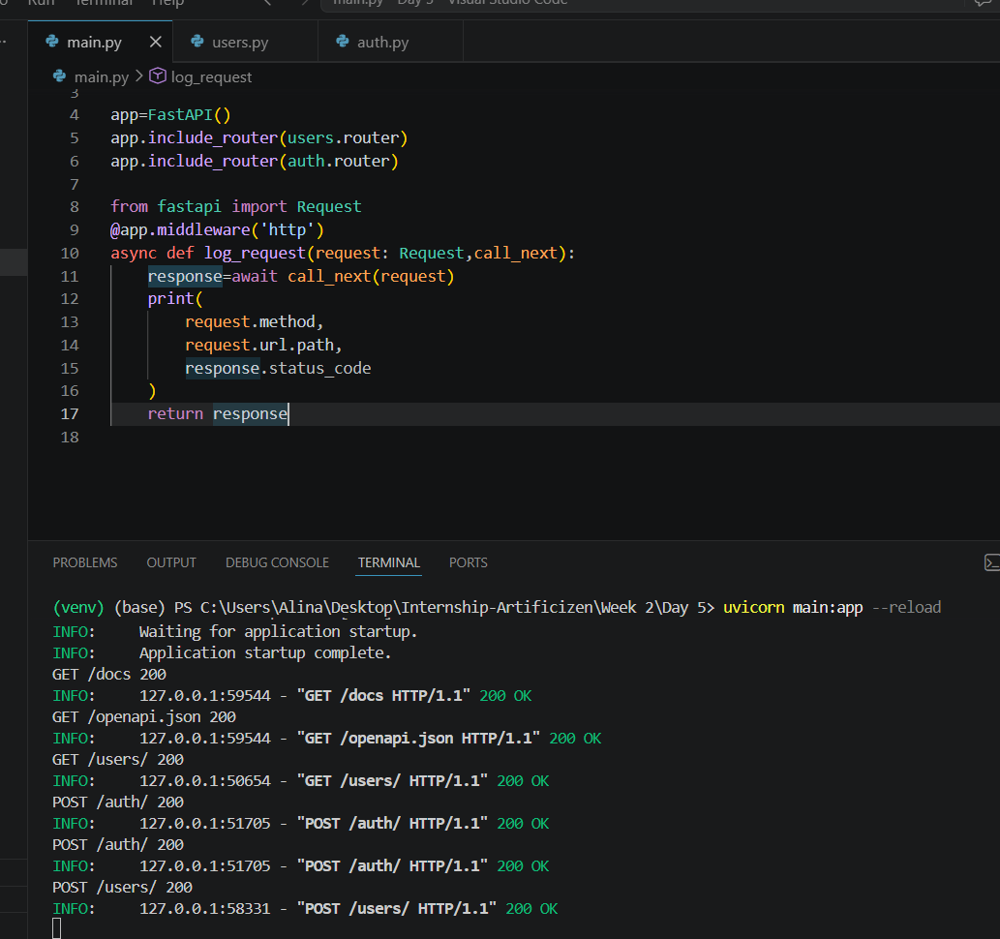 Run Terminal Help main.py - Day 5 - Visual Studio Code
main.py users.py auth.py
main.py > log_request
3
4 app=FastAPI()
5 app.include_router(users.router)
6 app.include_router(auth.router)
7
8 from fastapi import Request
9 @app.middleware('http')
10 async def log_request(request: Request,call_next):
11 response=await call_next(request)
12 print(
13 request.method,
14 request.url.path,
15 response.status_code
16 )
17 return response
18
PROBLEMS OUTPUT DEBUG CONSOLE TERMINAL PORTS
(venv) (base) PS C:\Users\Alina\Desktop\Internship-Artificizen\Week 2\Day 5> uvicorn main:app --reload
INFO: Waiting for application startup.
INFO: Application startup complete.
GET /docs 200
INFO: 127.0.0.1:59544 - "GET /docs HTTP/1.1" 200 OK
GET /openapi.json 200
INFO: 127.0.0.1:59544 - "GET /openapi.json HTTP/1.1" 200 OK
GET /users/ 200
INFO: 127.0.0.1:50654 - "GET /users/ HTTP/1.1" 200 OK
POST /auth/ 200
INFO: 127.0.0.1:51705 - "POST /auth/ HTTP/1.1" 200 OK
POST /auth/ 200
INFO: 127.0.0.1:51705 - "POST /auth/ HTTP/1.1" 200 OK
POST /users/ 200
INFO: 127.0.0.1:58331 - "POST /users/ HTTP/1.1" 200 OK